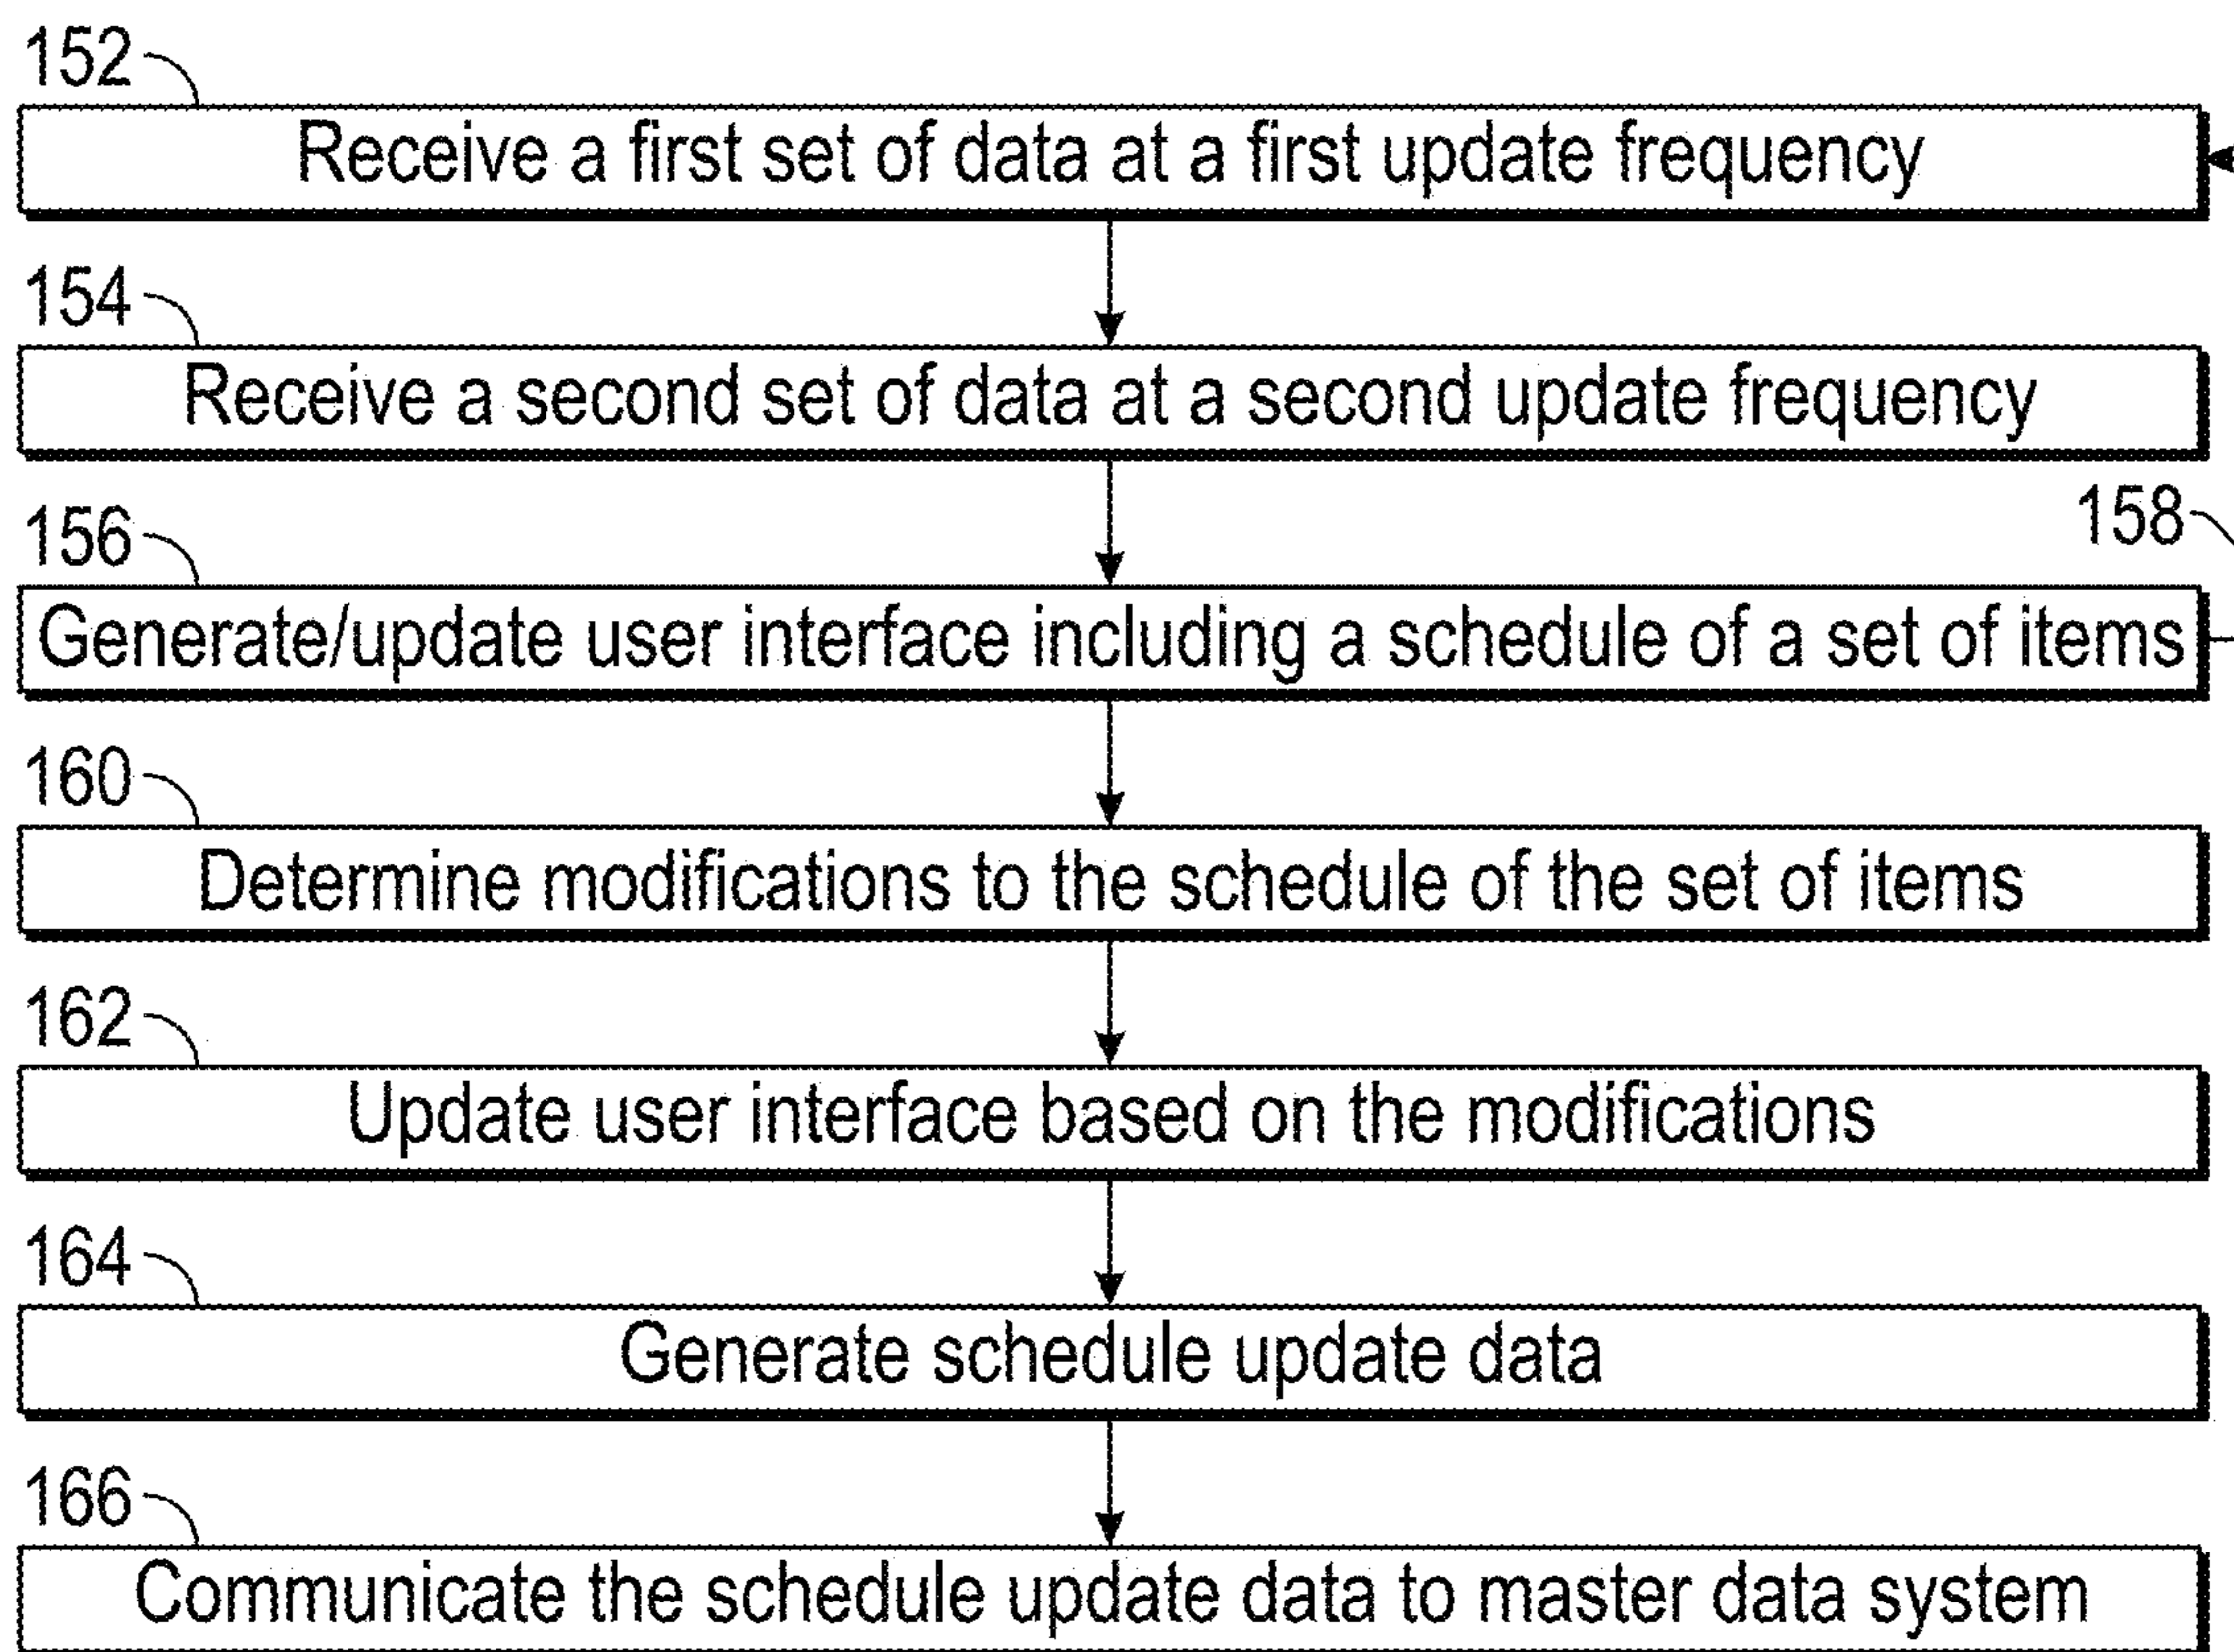 152
Receive a first set of data at a first update frequency
154
Receive a second set of data at a second update frequency
156
158
Generate/update user interface including a schedule of a set of items
160
Determine modifications to the schedule of the set of items
162
Update user interface based on the modifications
164
Generate schedule update data
166
Communicate the schedule update data to master data system